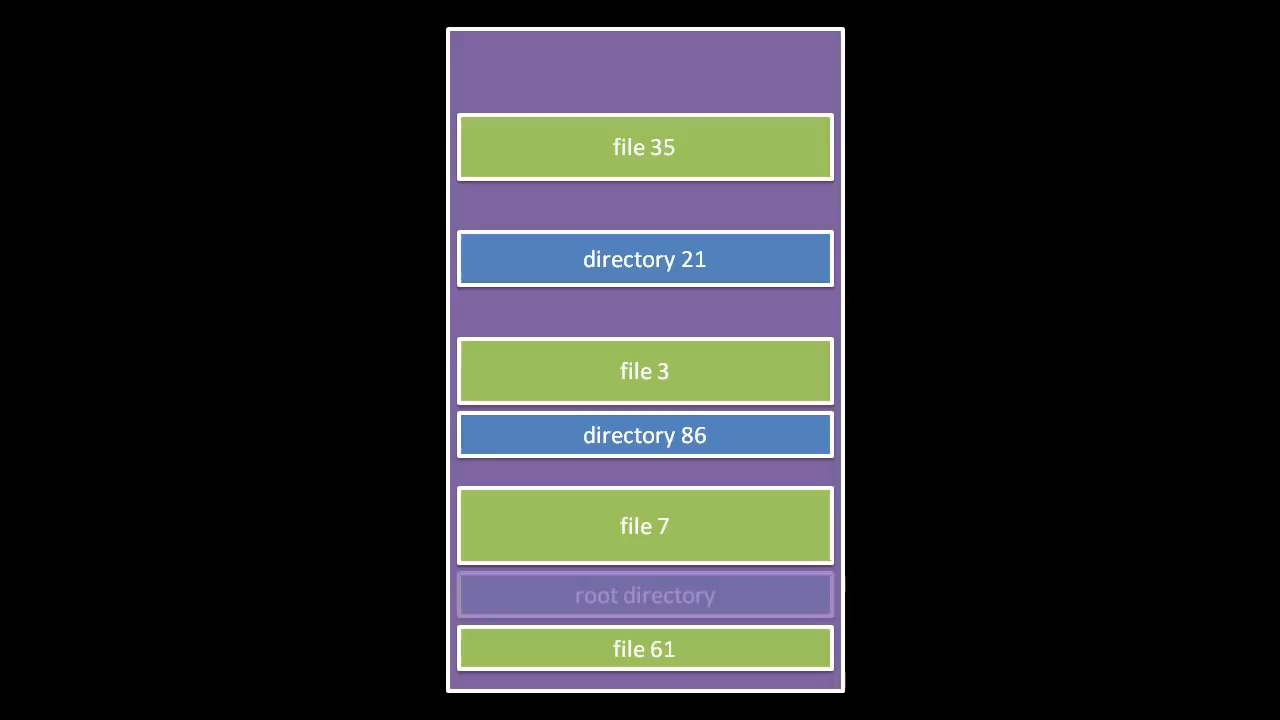 file 35
directory 21
file 3
directory 86
file 7
root directory
file 61